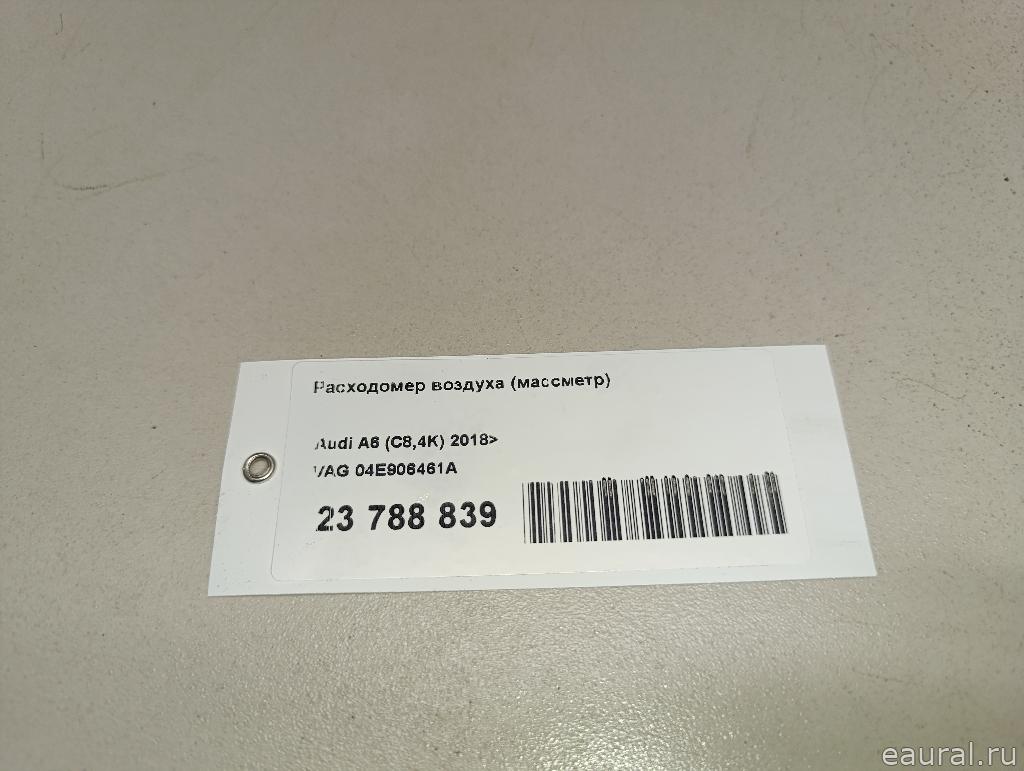 Расходомер воздуха (массметр)
Audi A6 (C8,4K) 2018>
VAG 04E906461A
23 788 839
eaural.ru